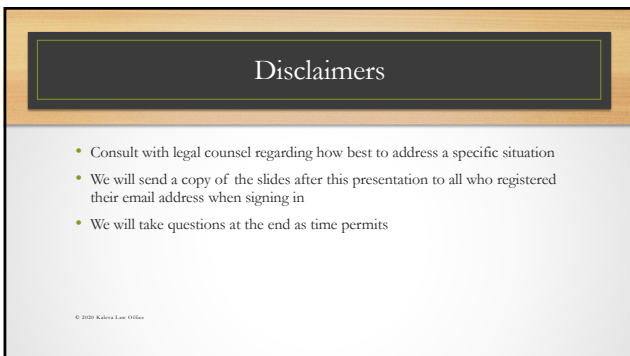 Disclaimers
• Consult with legal counsel regarding how best to address a specific situation
• We will send a copy of the slides after this presentation to all who registered
their email address when signing in
• We will take questions at the end as time permits
© 2020 Kaleva Law Office